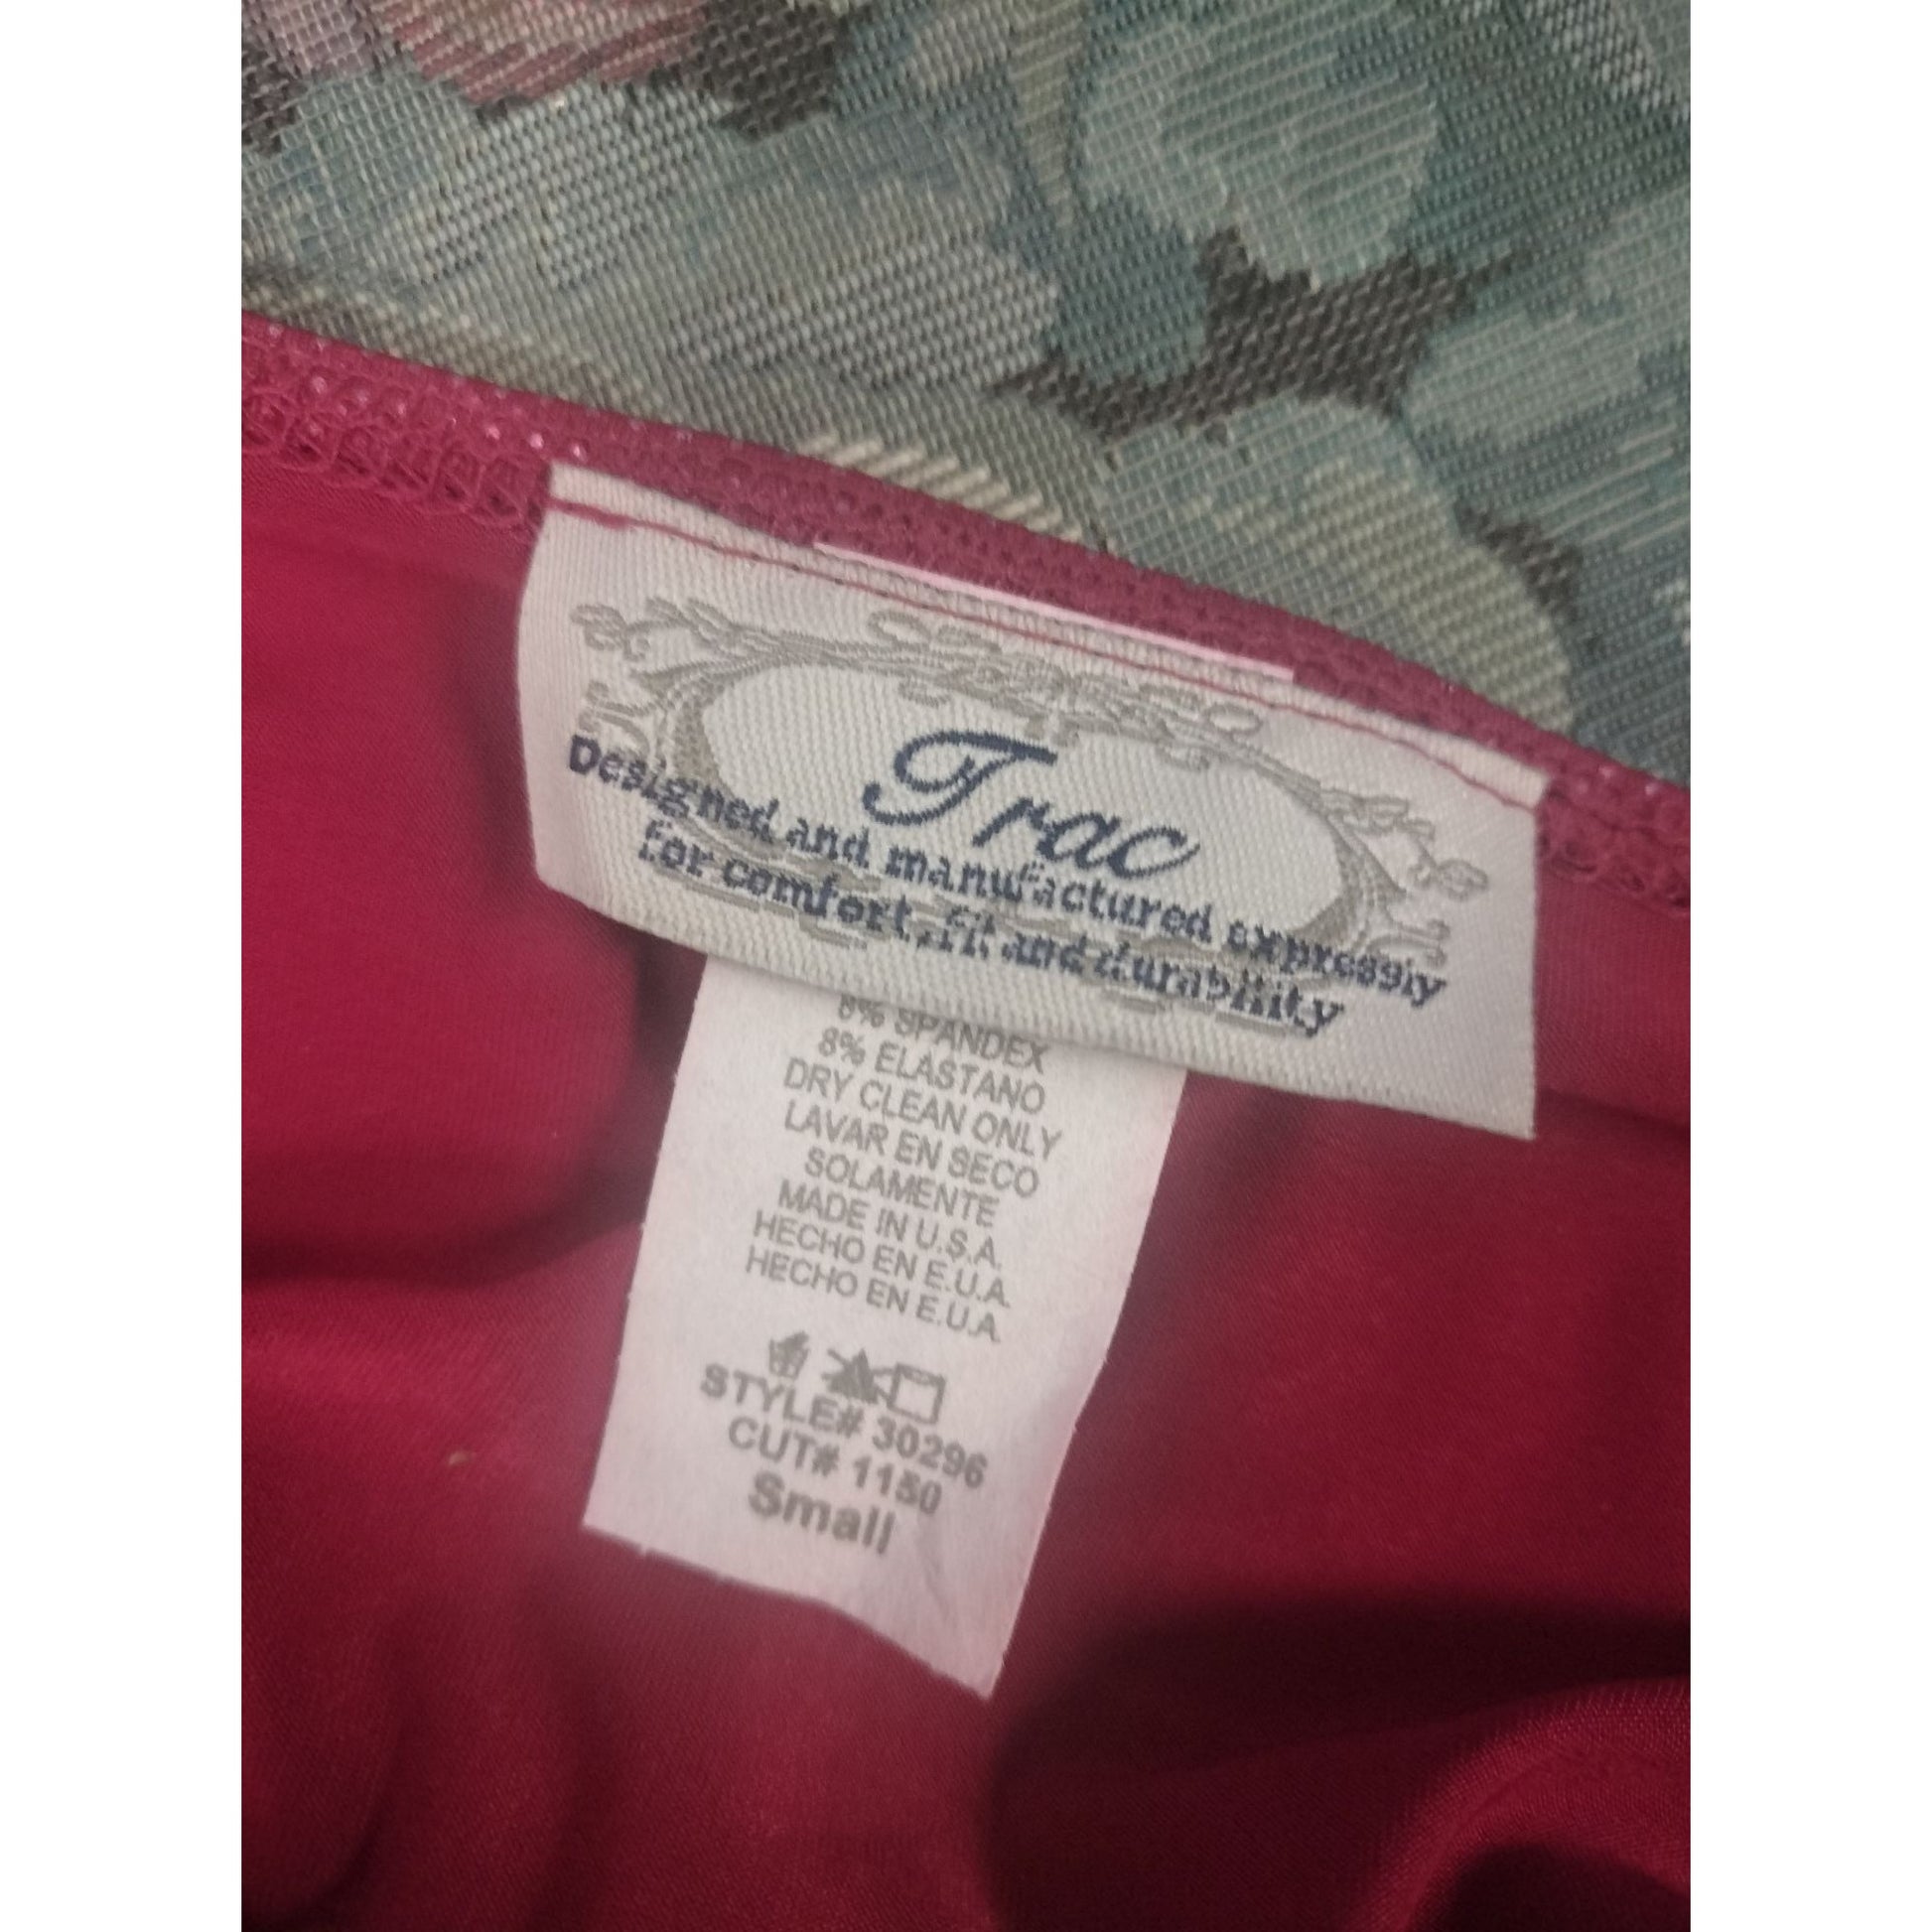 Trac
Designed and manufactured expressly
for comfort, fit and durability
8% SPANDEX
8% ELASTANO
DRY CLEAN ONLY
LAVAR EN SECO
SOLAMENTE
MADE IN U.S.A.
HECHO EN E.U.A.
HECHO EN E.U.A.
STYLE# 30296
CUT# 1150
Small